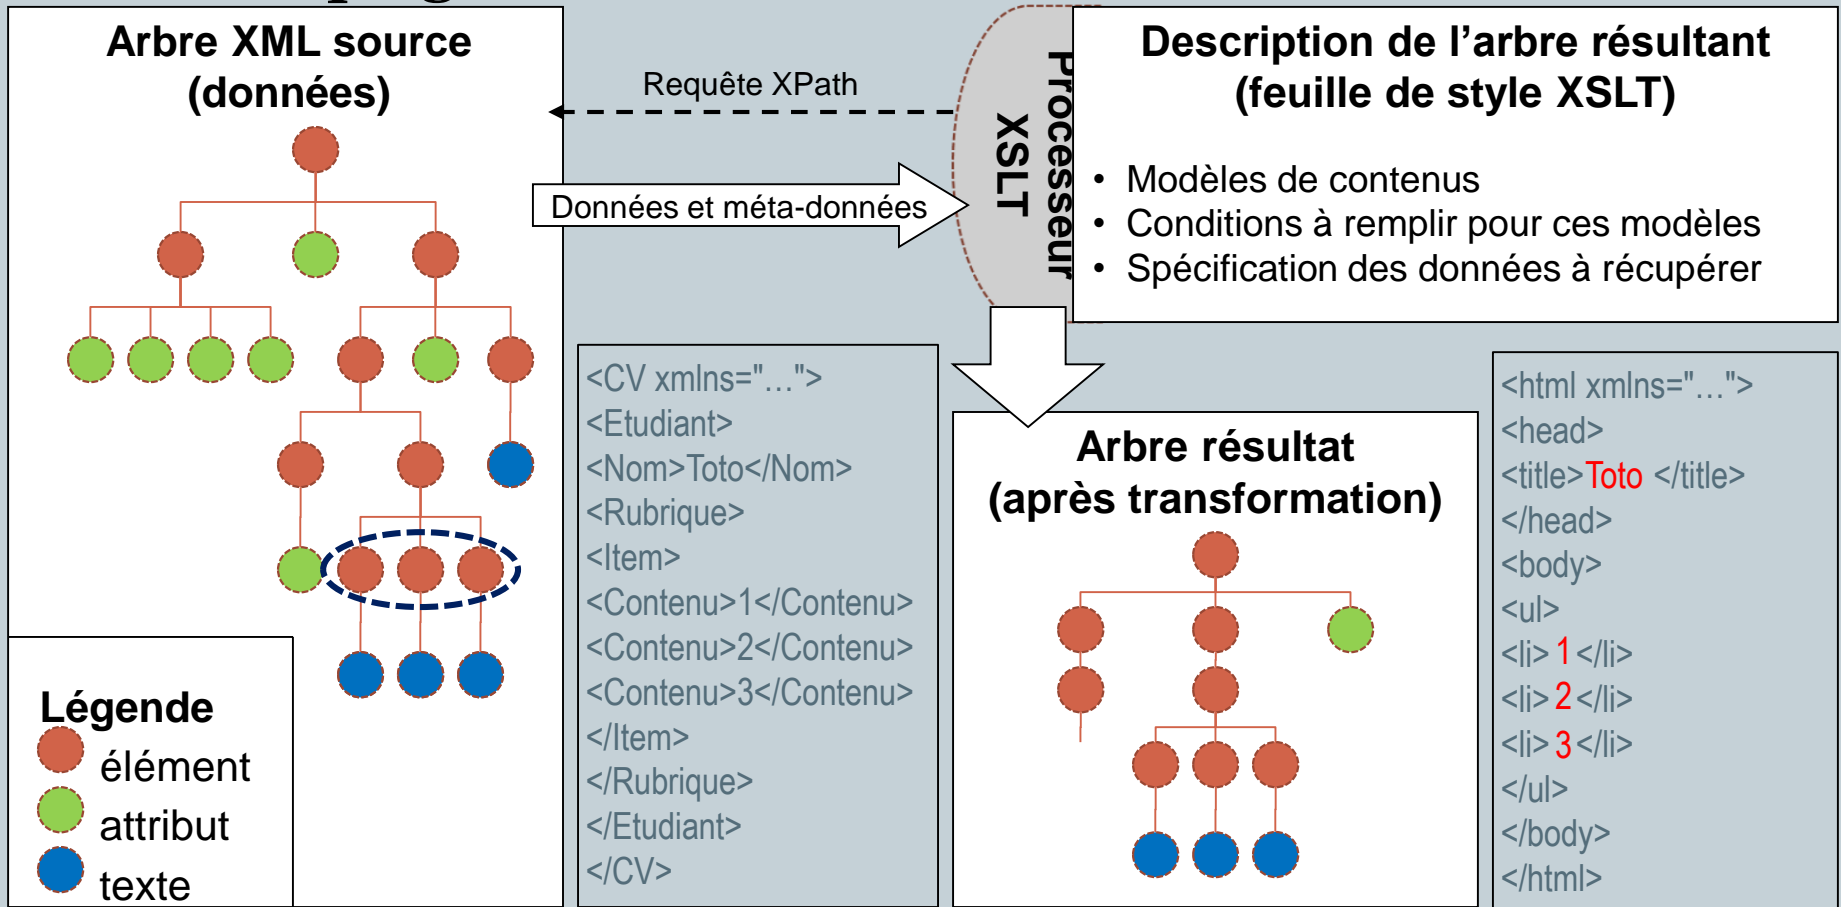 Arbre XML source
(données)
Légende
élément
attribut
texte
Requête XPath
Données et méta-données
Processeur
XSLT
Description de l’arbre résultant
(feuille de style XSLT)
• Modèles de contenus
• Conditions à remplir pour ces modèles
• Spécification des données à récupérer
<CV xmlns="…">
<Etudiant>
<Nom>Toto</Nom>
<Rubrique>
<Item>
<Contenu>1</Contenu>
<Contenu>2</Contenu>
<Contenu>3</Contenu>
</Item>
</Rubrique>
</Etudiant>
</CV>
Arbre résultat
(après transformation)
<html xmlns="…">
<head>
<title>Toto </title>
</head>
<body>
<ul>
<li> 1 </li>
<li> 2 </li>
<li> 3 </li>
</ul>
</body>
</html>